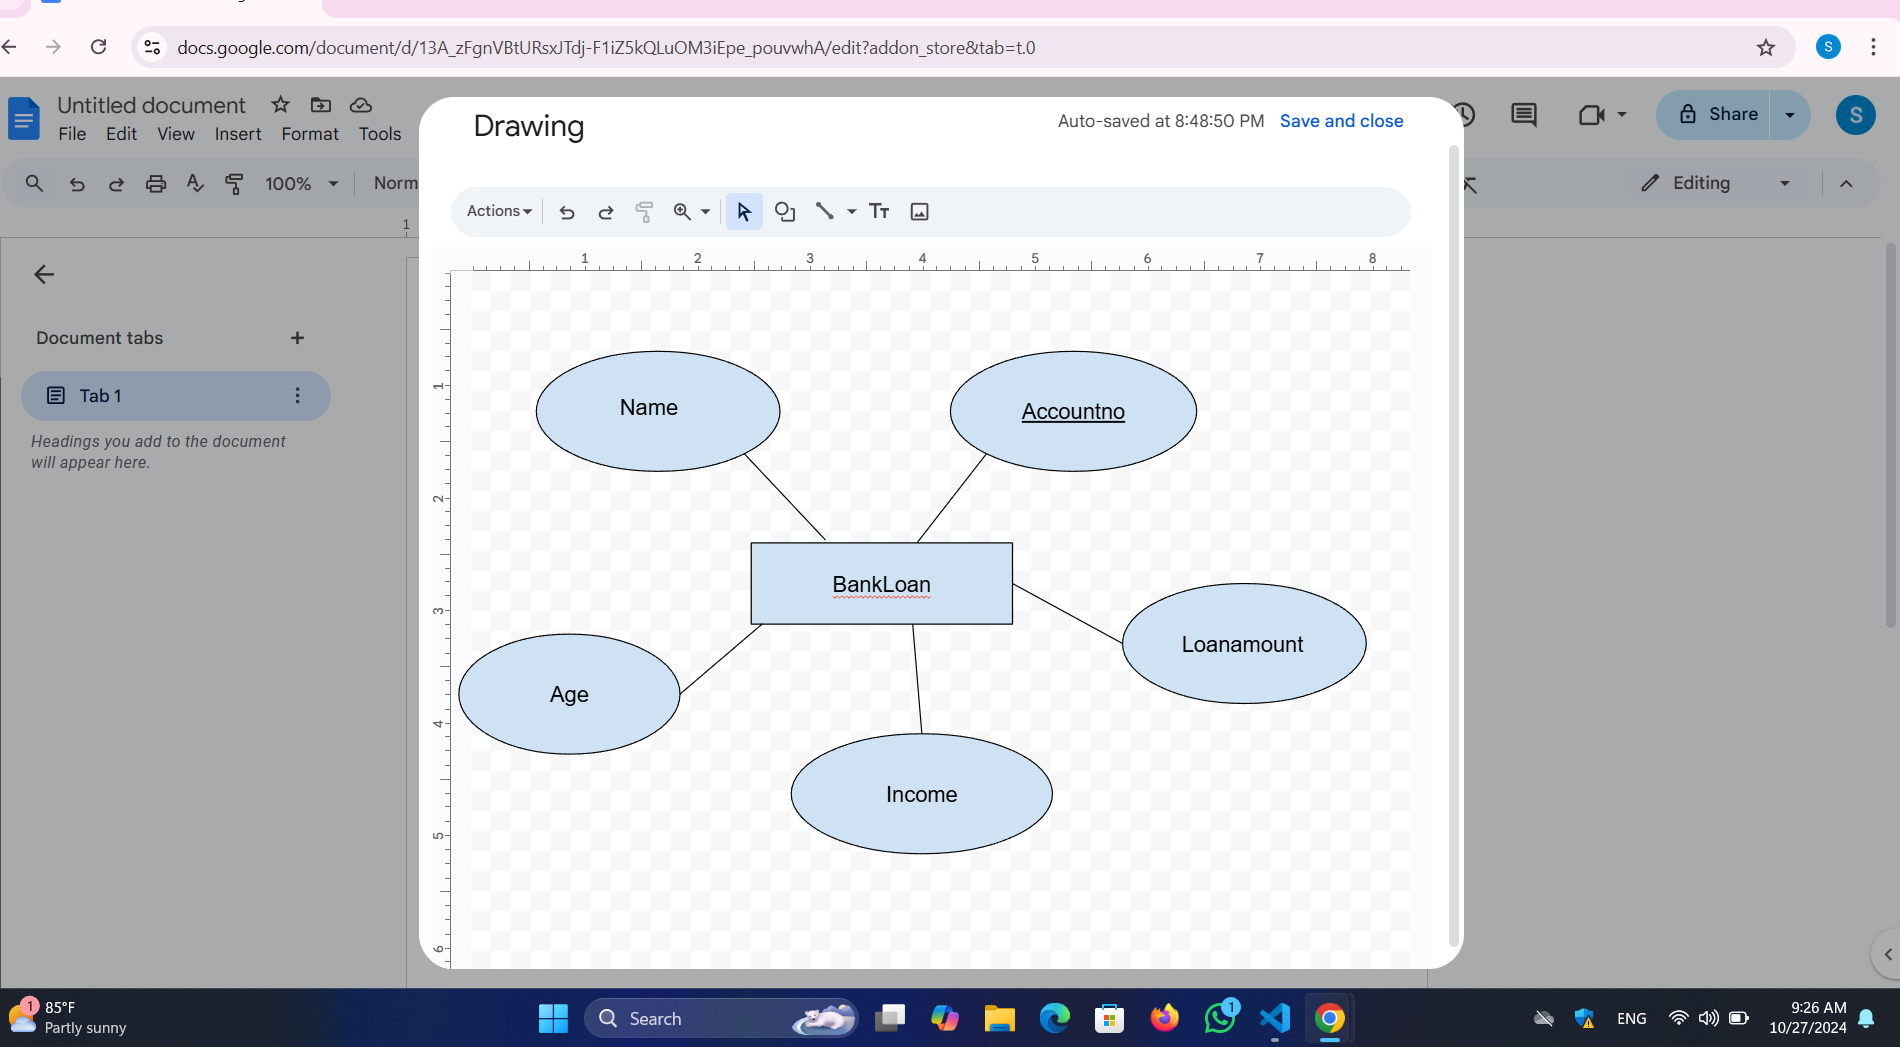 docs.google.com/document/d/13A_zFgnVBtURsxJTdj-F1iZ5kQLuOM3iEpe_pouvwhA/edit?addon_store&tab=t.0
S
Untitled document
File Edit View Insert Format Tools
Share
S
100%
Norm
Editing
1
Document tabs
+
Tab 1
Headings you add to the document
will appear here.
Drawing
Auto-saved at 8:48:50 PM
Save and close
Actions
Tт
1 2 3 4 5 6 7 8
1
2
3
4
5
6
Name
Accountno
BankLoan
Loanamount
Age
Income
1
85°F
Partly sunny
Search
1
ENG
9:26 AM
10/27/2024